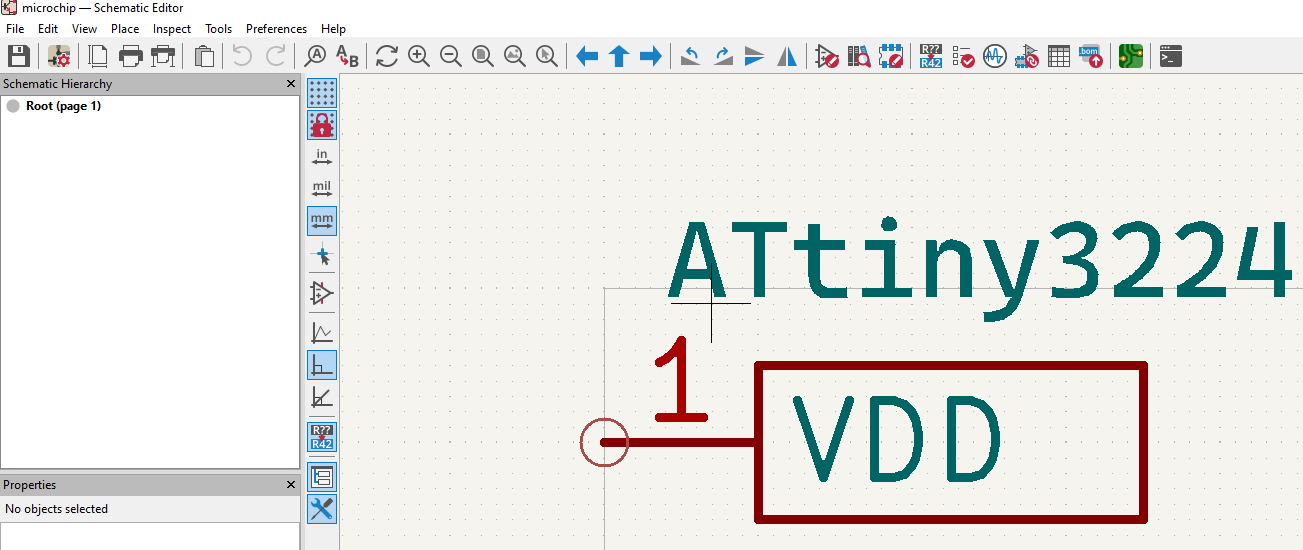 microchip — Schematic Editor
File Edit View Place Inspect Tools Preferences Help
A
A B
R??
R42
.bom
>_
Schematic Hierarchy
Root (page 1)
in
mil
mm
R??
R42
ATtiny3224
1
VDD
Properties
No objects selected